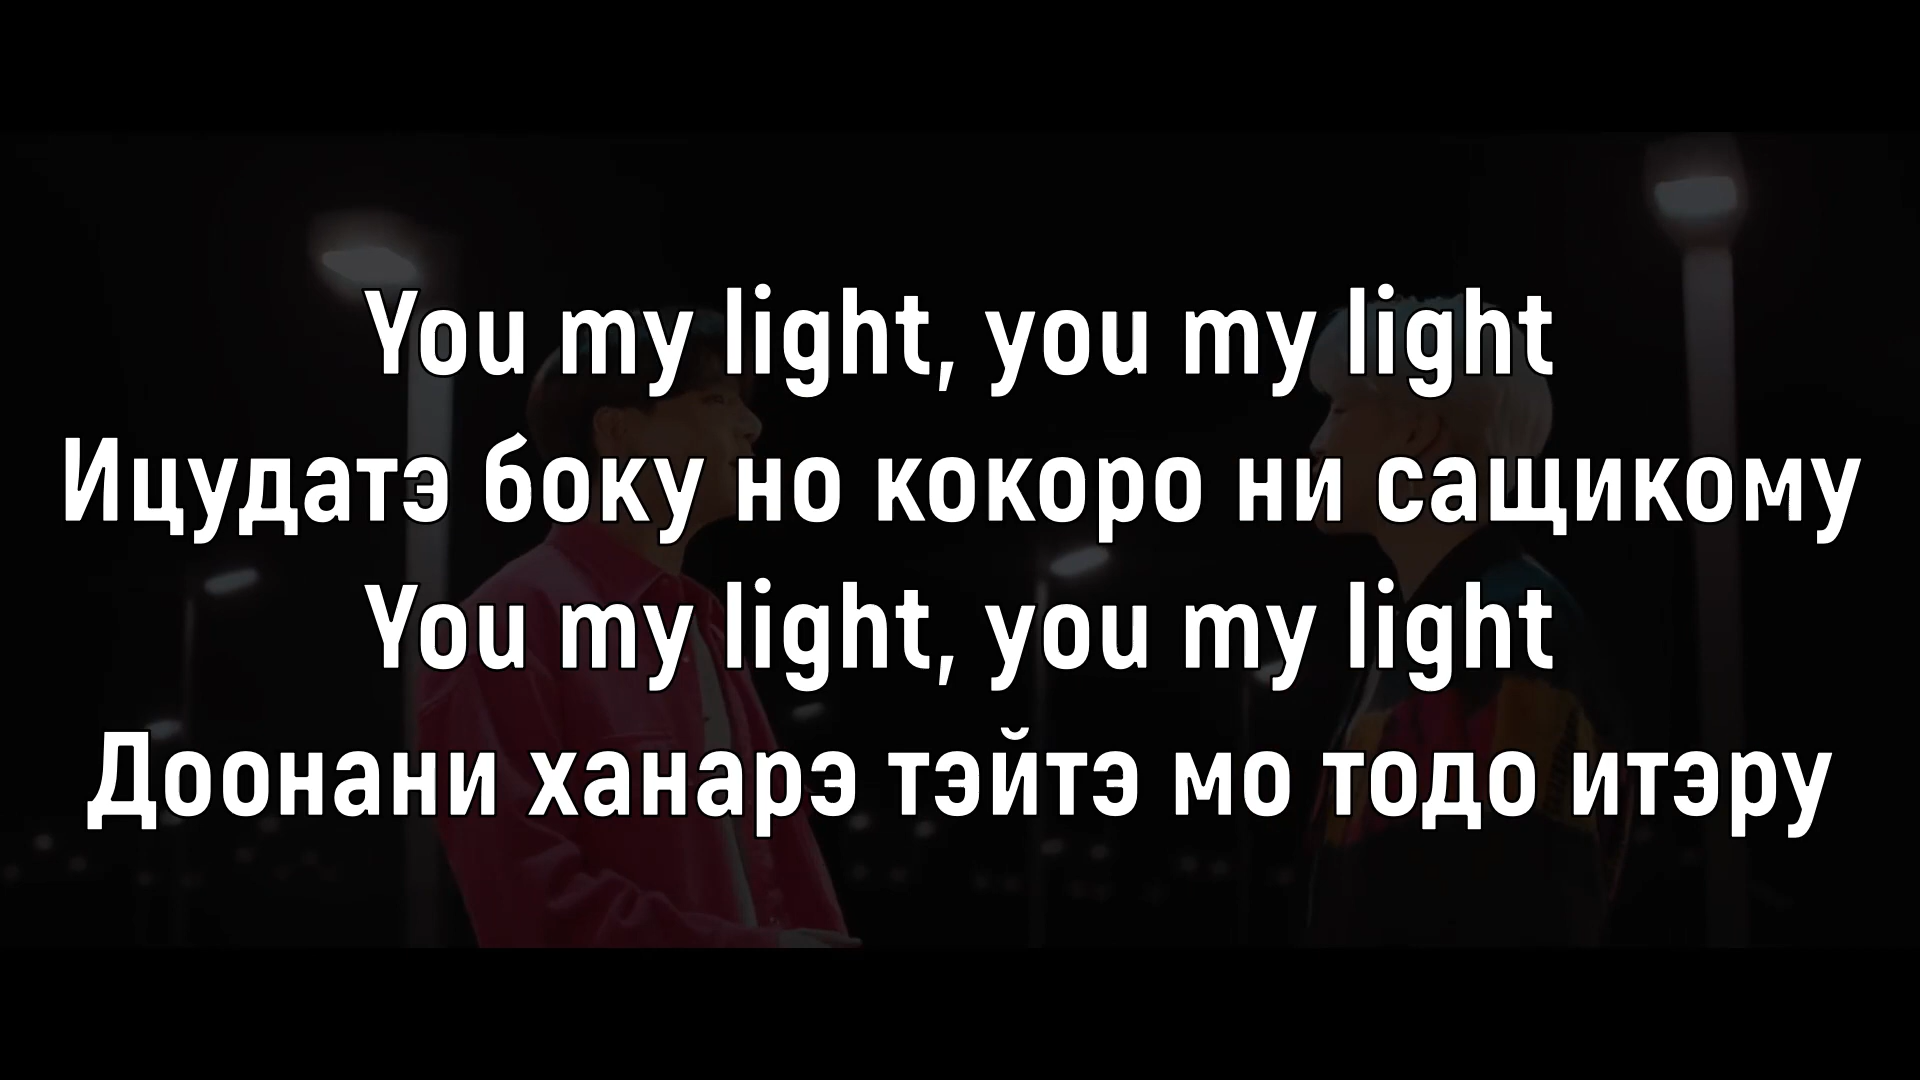 You my light, you my light
Ицудатэ боку но кокоро ни сащикому
You my light, you my light
Доонани ханарэ тэйтэ мо тодо итэру